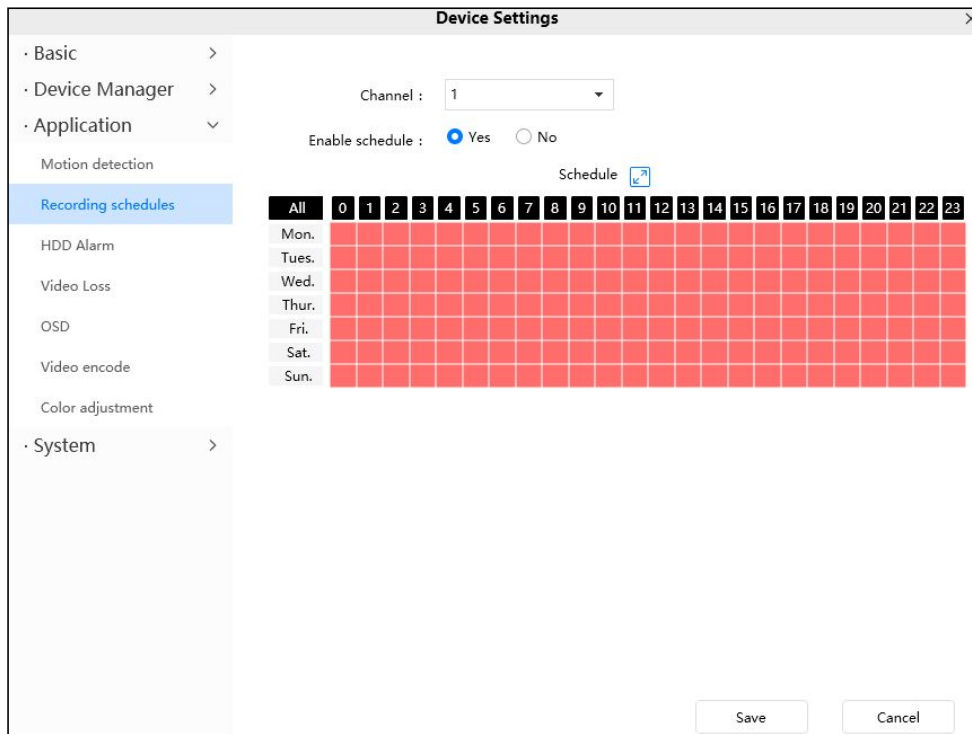 Device Settings
· Basic
· Device Manager
· Application
Motion detection
Recording schedules
HDD Alarm
Video Loss
OSD
Video encode
Color adjustment
· System
Channel : 1
Enable schedule : Yes No
Schedule
All 0 1 2 3 4 5 6 7 8 9 10 11 12 13 14 15 16 17 18 19 20 21 22 23
Mon.
Tues.
Wed.
Thur.
Fri.
Sat.
Sun.
Save Cancel